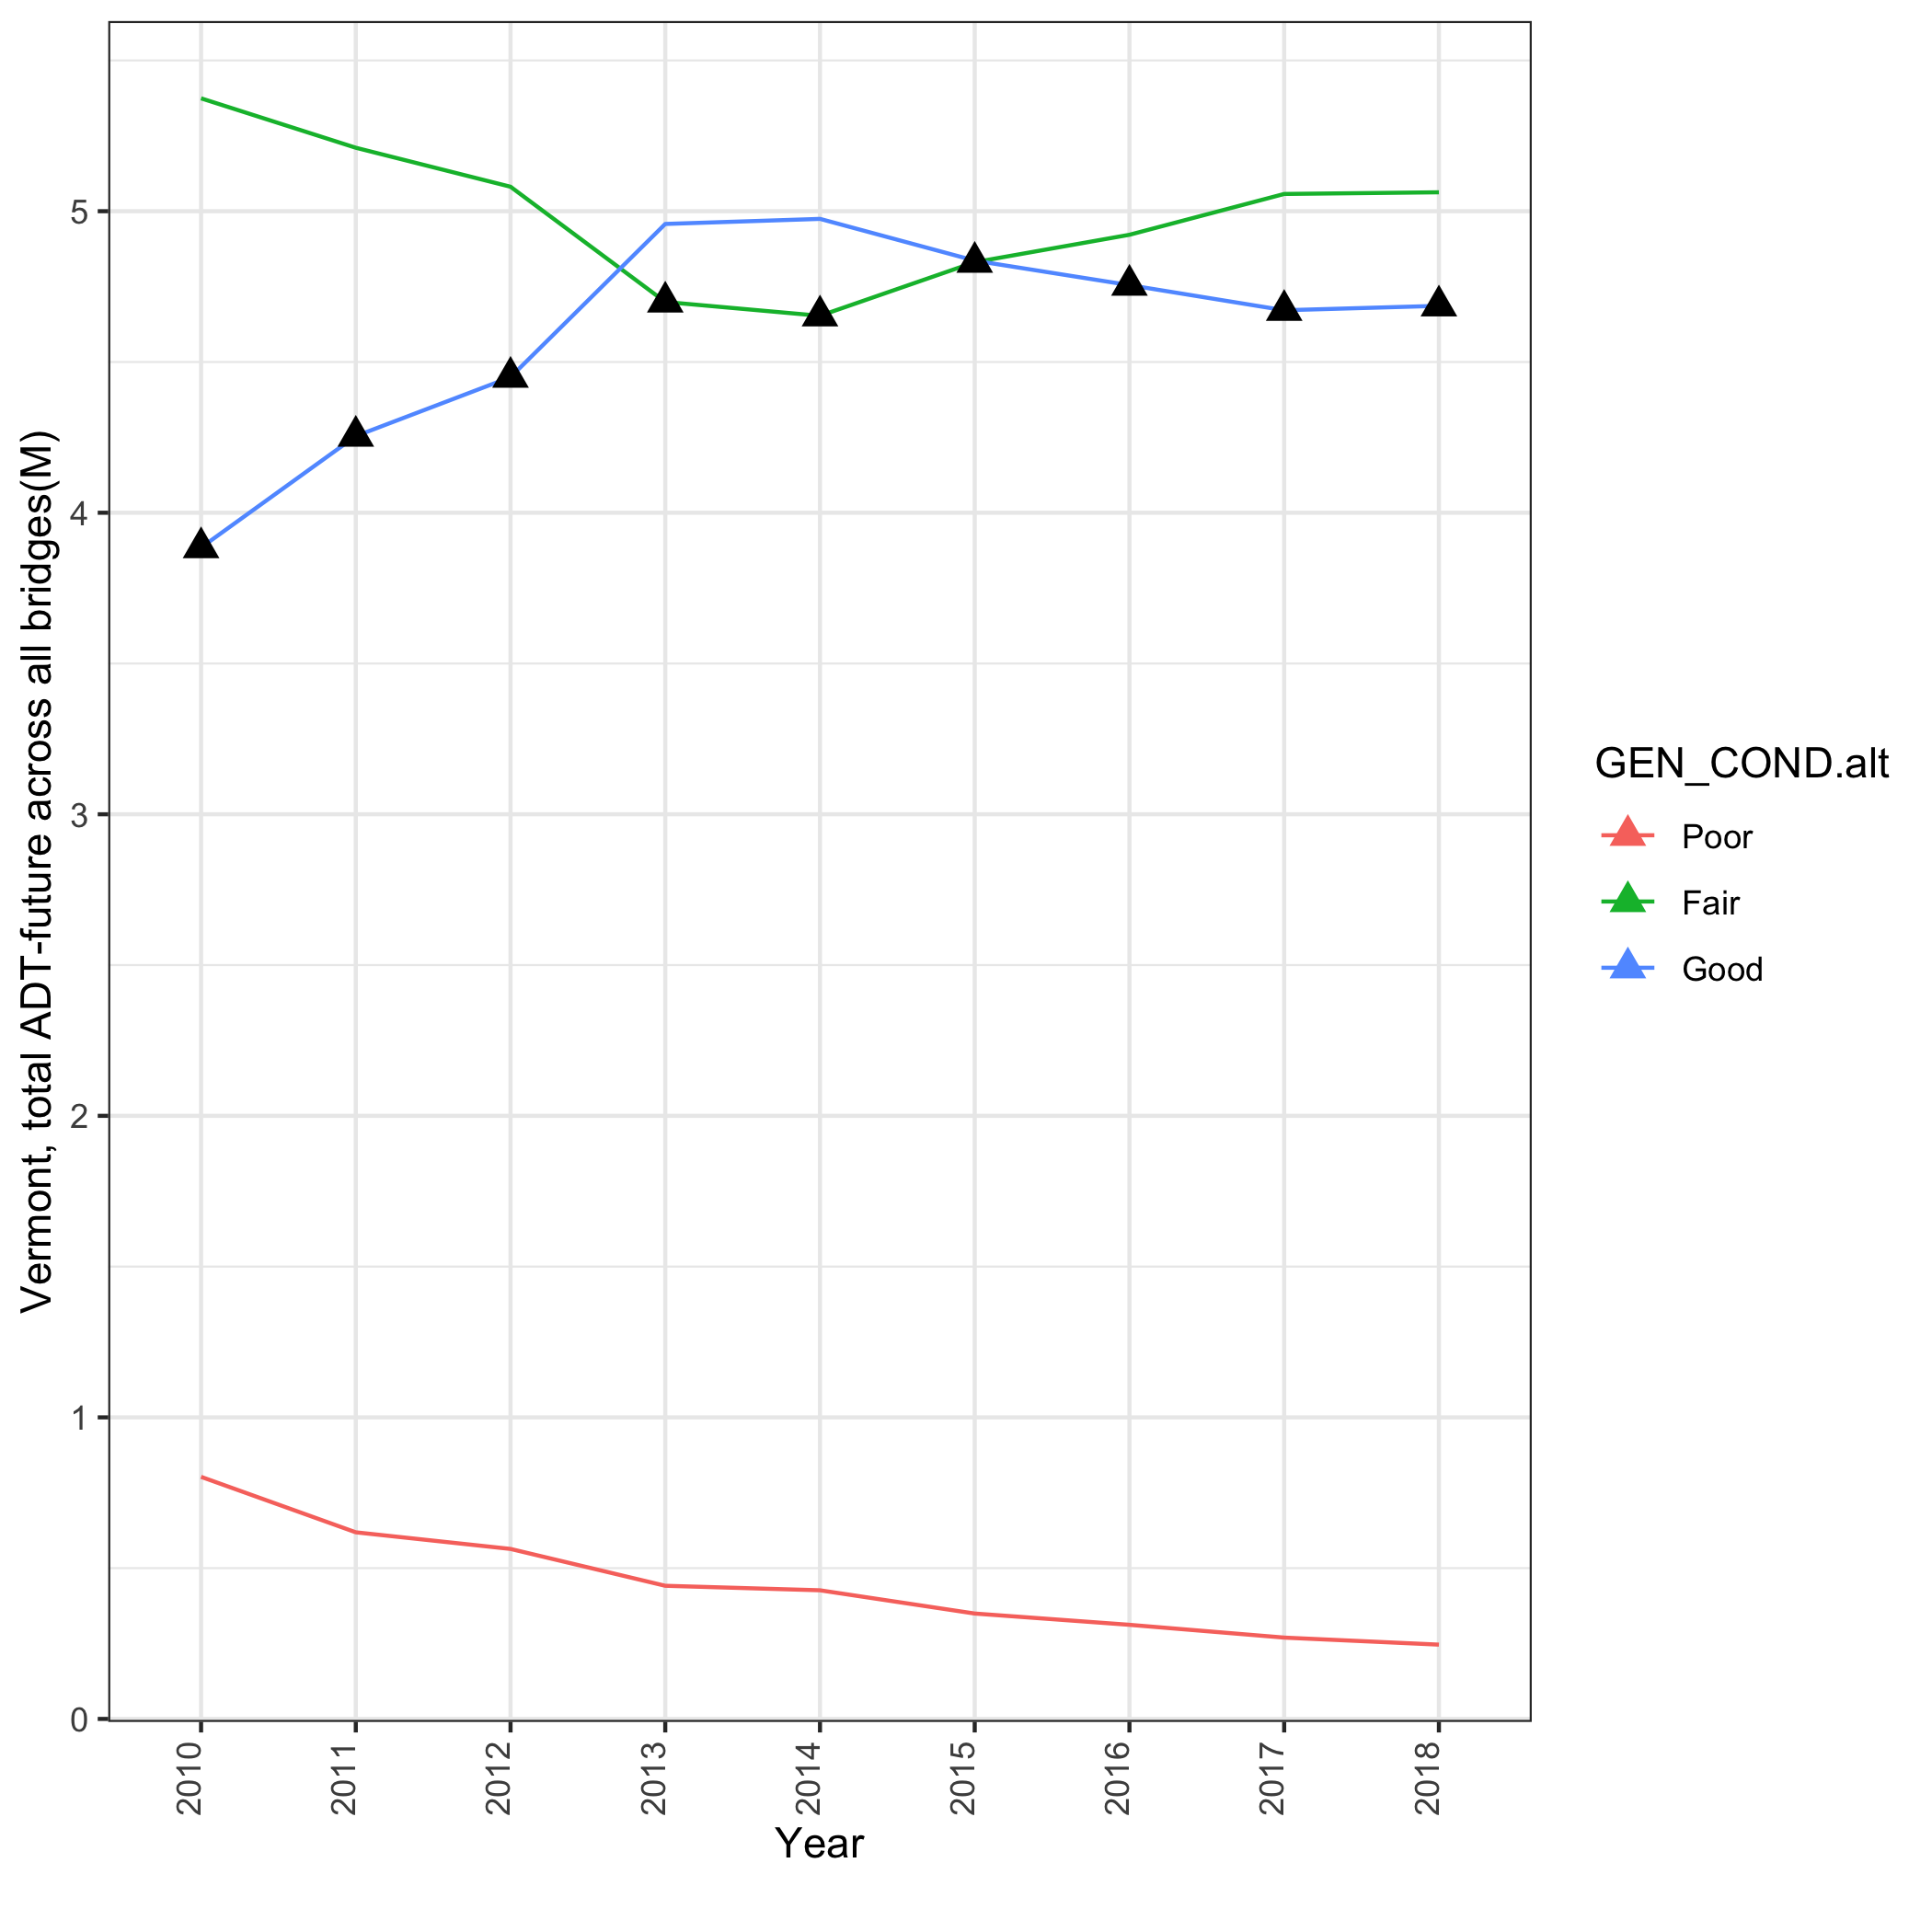 Vermont, total ADT-future across all bridges(M)
5
4
3
2
1
0
2010
2011
2012
2013
2014
2015
2016
2017
2018
Year
GEN_COND.alt
Poor
Fair
Good